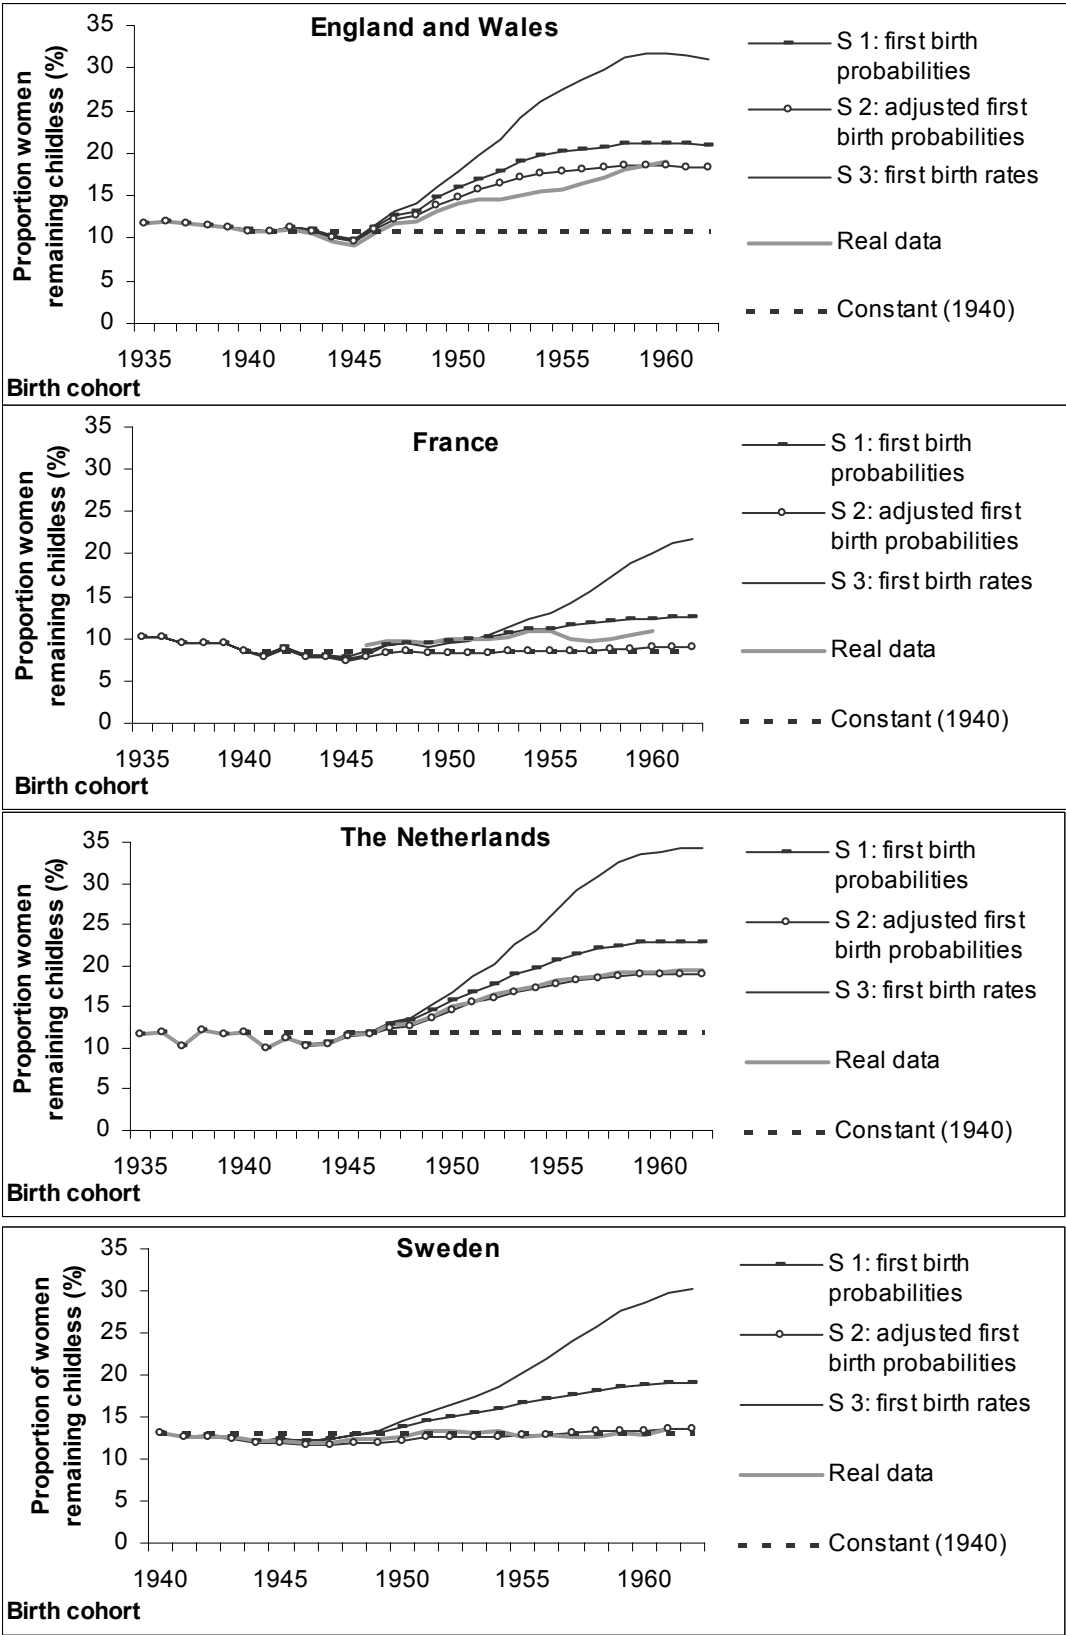 England and Wales
Proportion women
remaining childless (%)
35
30
25
20
15
10
5
0
1935 1940 1945 1950 1955 1960
Birth cohort
S 1: first birth
probabilities
S 2: adjusted first
birth probabilities
S 3: first birth rates
Real data
Constant (1940)
France
Proportion women
remaining childless (%)
35
30
25
20
15
10
5
0
1935 1940 1945 1950 1955 1960
Birth cohort
S 1: first birth
probabilities
S 2: adjusted first
birth probabilities
S 3: first birth rates
Real data
Constant (1940)
The Netherlands
Proportion women
remaining childless (%)
35
30
25
20
15
10
5
0
1935 1940 1945 1950 1955 1960
Birth cohort
S 1: first birth
probabilities
S 2: adjusted first
birth probabilities
S 3: first birth rates
Real data
Constant (1940)
Sweden
Proportion of women
remaining childless (%)
35
30
25
20
15
10
5
0
1940 1945 1950 1955 1960
Birth cohort
S 1: first birth
probabilities
S 2: adjusted first
birth probabilities
S 3: first birth rates
Real data
Constant (1940)